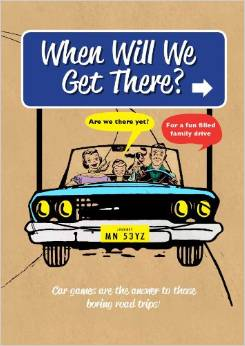 When Will We
Get There?
Are we there yet?
For a fun filled
family drive
JOURNEY
MN·53YZ
Car games are the answer to those
boring road trips!